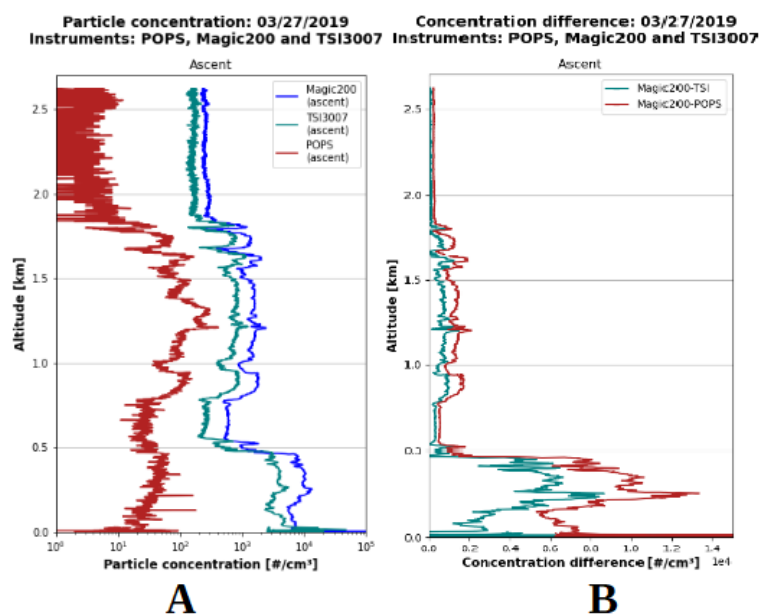 Particle concentration: 03/27/2019
Instruments: POPS, Magic200 and TSI3007
Ascent
Magic200
(ascent)
TSI3007
(ascent)
POPS
(ascent)
2.5
2.0
1.5
1.0
0.5
0.0
Altitude [km]
10⁰ 10¹ 10² 10³ 10⁴ 10⁵
Particle concentration [#/cm³]
A
Concentration difference: 03/27/2019
Instruments: POPS, Magic200 and TSI3007
Ascent
Magic200-TSI
Magic200-POPS
2.5
2.0
1.5
1.0
0.0
Altitude [km]
0.0 0.2 0.4 0.6 0.8 1.0 1.2 1.4
1e4
Concentration difference [#/cm³]
B